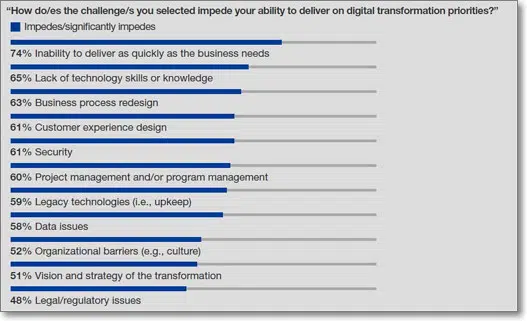 “How do/es the challenge/s you selected impede your ability to deliver on digital transformation priorities?”
Impedes/significantly impedes
74% Inability to deliver as quickly as the business needs
65% Lack of technology skills or knowledge
63% Business process redesign
61% Customer experience design
61% Security
60% Project management and/or program management
59% Legacy technologies (i.e., upkeep)
58% Data issues
52% Organizational barriers (e.g., culture)
51% Vision and strategy of the transformation
48% Legal/regulatory issues